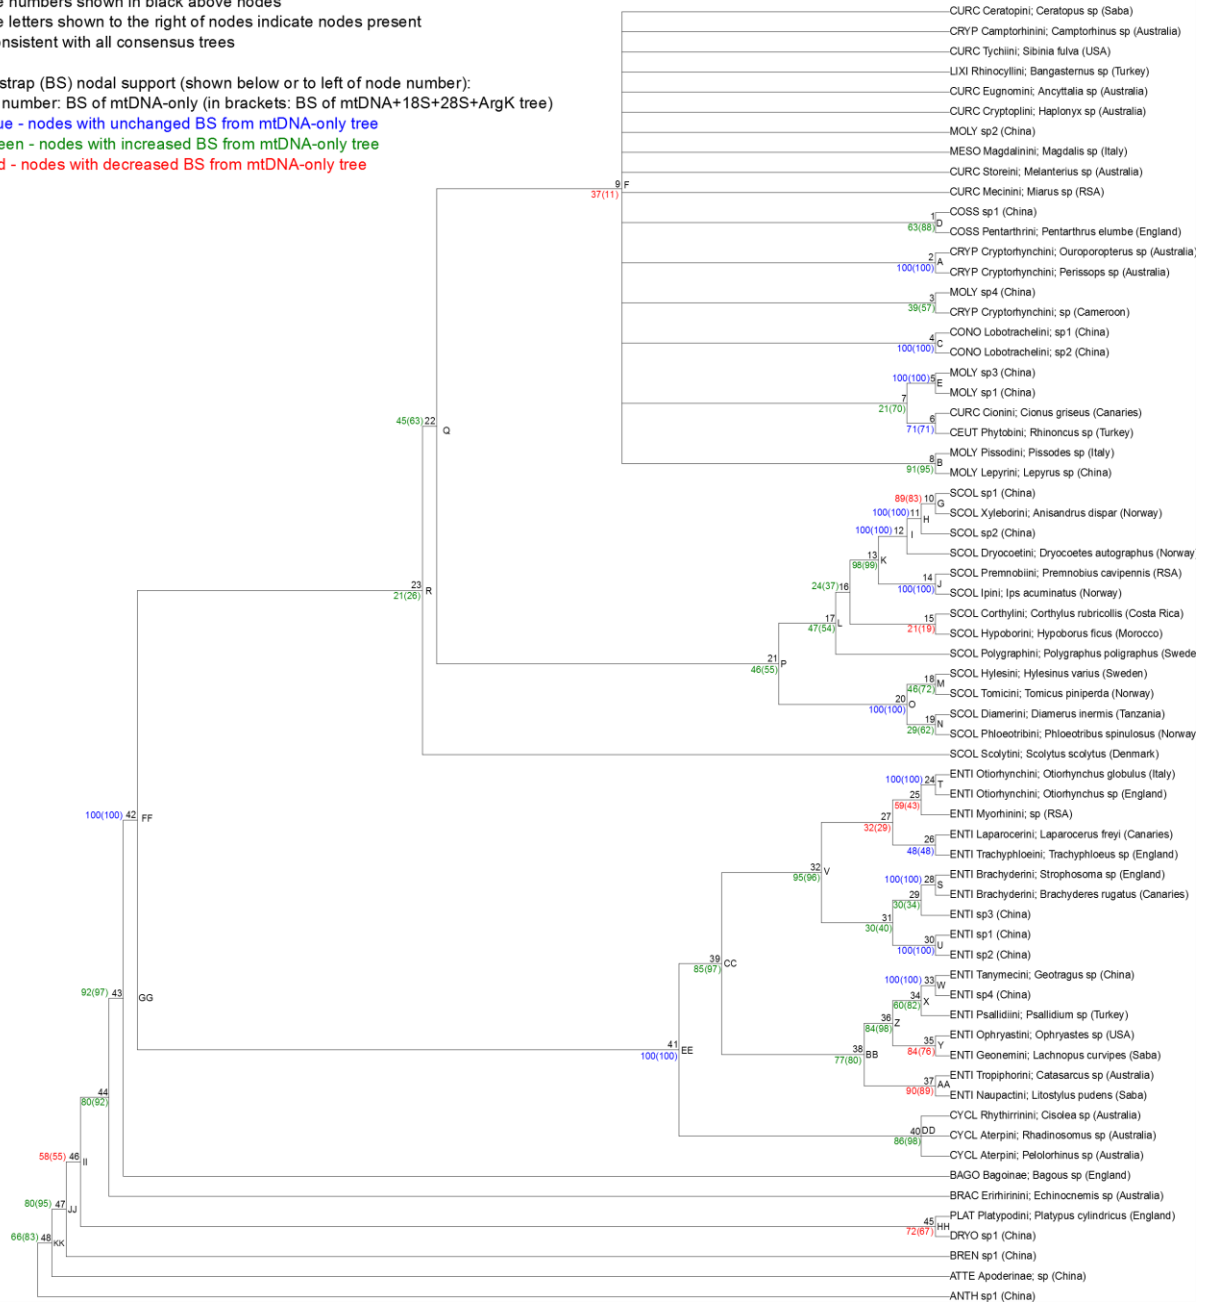 e numbers shown in black above nodes
e letters shown to the right of nodes indicate nodes present
nsistent with all consensus trees
strap (BS) nodal support (shown below or to left of node number):
number: BS of mtDNA-only (in brackets: BS of mtDNA+18S+28S+ArgK tree)
ue - nodes with unchanged BS from mtDNA-only tree
een - nodes with increased BS from mtDNA-only tree
d - nodes with decreased BS from mtDNA-only tree
CURC Ceratopini; Ceratopus sp (Saba)
CRYP Camptorhinini; Camptorhinus sp (Australia)
CURC Tychiini; Sibinia fulva (USA)
LIXI Rhinocyllini; Bangasternus sp (Turkey)
CURC Eugnomini; Ancyttalia sp (Australia)
CURC Cryptoplini; Haplonyx sp (Australia)
MOLY sp2 (China)
MESO Magdalinini; Magdalis sp (Italy)
CURC Storeini; Melanterius sp (Australia)
9 F
37(11)
CURC Mecinini; Miarus sp (RSA)
COSS sp1 (China)
1 D
63(88)
COSS Pentarthrini; Pentarthrus elumbe (England)
CRYP Cryptorhynchini; Ouroporopterus sp (Australia)
2 A
100(100)
CRYP Cryptorhynchini; Perissops sp (Australia)
MOLY sp4 (China)
3
39(57)
CRYP Cryptorhynchini; sp (Cameroon)
CONO Lobotrachelini; sp1 (China)
4 C
100(100)
CONO Lobotrachelini; sp2 (China)
MOLY sp3 (China)
100(100) 5 E
MOLY sp1 (China)
7
21(70)
CURC Cionini; Cionus griseus (Canaries)
6
71(71)
CEUT Phytobini; Rhinoncus sp (Turkey)
45(63) 22 Q
MOLY Pissodini; Pissodes sp (Italy)
8 B
91(95)
MOLY Lepyrini; Lepyrus sp (China)
SCOL sp1 (China)
89(83) 10 G
SCOL Xyleborini; Anisandrus dispar (Norway)
100(100) 11 H
SCOL sp2 (China)
100(100) 12 I
SCOL Dryocoetini; Dryocoetes autographus (Norway
13 K
98(99)
SCOL Premnobiini; Premnobius cavipennis (RSA)
14 J
100(100)
SCOL Ipini; Ips acuminatus (Norway)
24(37) 16
23 R
21(26)
SCOL Corthylini; Corthylus rubricollis (Costa Rica)
15
21(19)
SCOL Hypoborini; Hypoborus ficus (Morocco)
17 L
47(54)
SCOL Polygraphini; Polygraphus poligraphus (Swede
21 P
46(55)
SCOL Hylesini; Hylesinus varius (Sweden)
18 M
46(72)
SCOL Tomicini; Tomicus piniperda (Norway)
20 O
100(100)
SCOL Diamerini; Diamerus inermis (Tanzania)
19 N
29(62)
SCOL Phloeotribini; Phloeotribus spinulosus (Norway
SCOL Scolytini; Scolytus scolytus (Denmark)
ENTI Otiorhynchini; Otiorhynchus globulus (Italy)
100(100) 24 T
ENTI Otiorhynchini; Otiorhynchus sp (England)
25
59(43)
ENTI Myorhinini; sp (RSA)
100(100) 42 FF
27
32(29)
ENTI Laparocerini; Laparocerus freyi (Canaries)
26
48(48)
ENTI Trachyphloeini; Trachyphloeus sp (England)
32 V
95(96)
ENTI Brachyderini; Strophosoma sp (England)
100(100) 28 S
ENTI Brachyderini; Brachyderes rugatus (Canaries)
29
30(34)
ENTI sp3 (China)
31
30(40)
ENTI sp1 (China)
30 U
100(100)
ENTI sp2 (China)
39 CC
85(97)
ENTI Tanymecini; Geotragus sp (China)
100(100) 33 W
ENTI sp4 (China)
92(97) 43 GG
34 X
60(82)
ENTI Psallidiini; Psallidium sp (Turkey)
36 Z
84(98)
ENTI Ophryastini; Ophryastes sp (USA)
35 Y
84(76)
ENTI Geonemini; Lachnopus curvipes (Saba)
41 EE
100(100)
38 BB
77(80)
ENTI Tropiphorini; Catasarcus sp (Australia)
37 AA
90(89)
ENTI Naupactini; Litostylus pudens (Saba)
44
80(92)
CYCL Rhythirrinini; Cisolea sp (Australia)
40 DD
86(98)
CYCL Aterpini; Rhadinosomus sp (Australia)
CYCL Aterpini; Pelolorhinus sp (Australia)
58(55) 46 II
BAGO Bagoinae; Bagous sp (England)
BRAC Erirhinini; Echinocnemis sp (Australia)
80(95) 47 JJ
PLAT Platypodini; Platypus cylindricus (England)
45 HH
72(67)
DRYO sp1 (China)
66(83) 48 KK
BREN sp1 (China)
ATTE Apoderinae; sp (China)
ANTH sp1 (China)